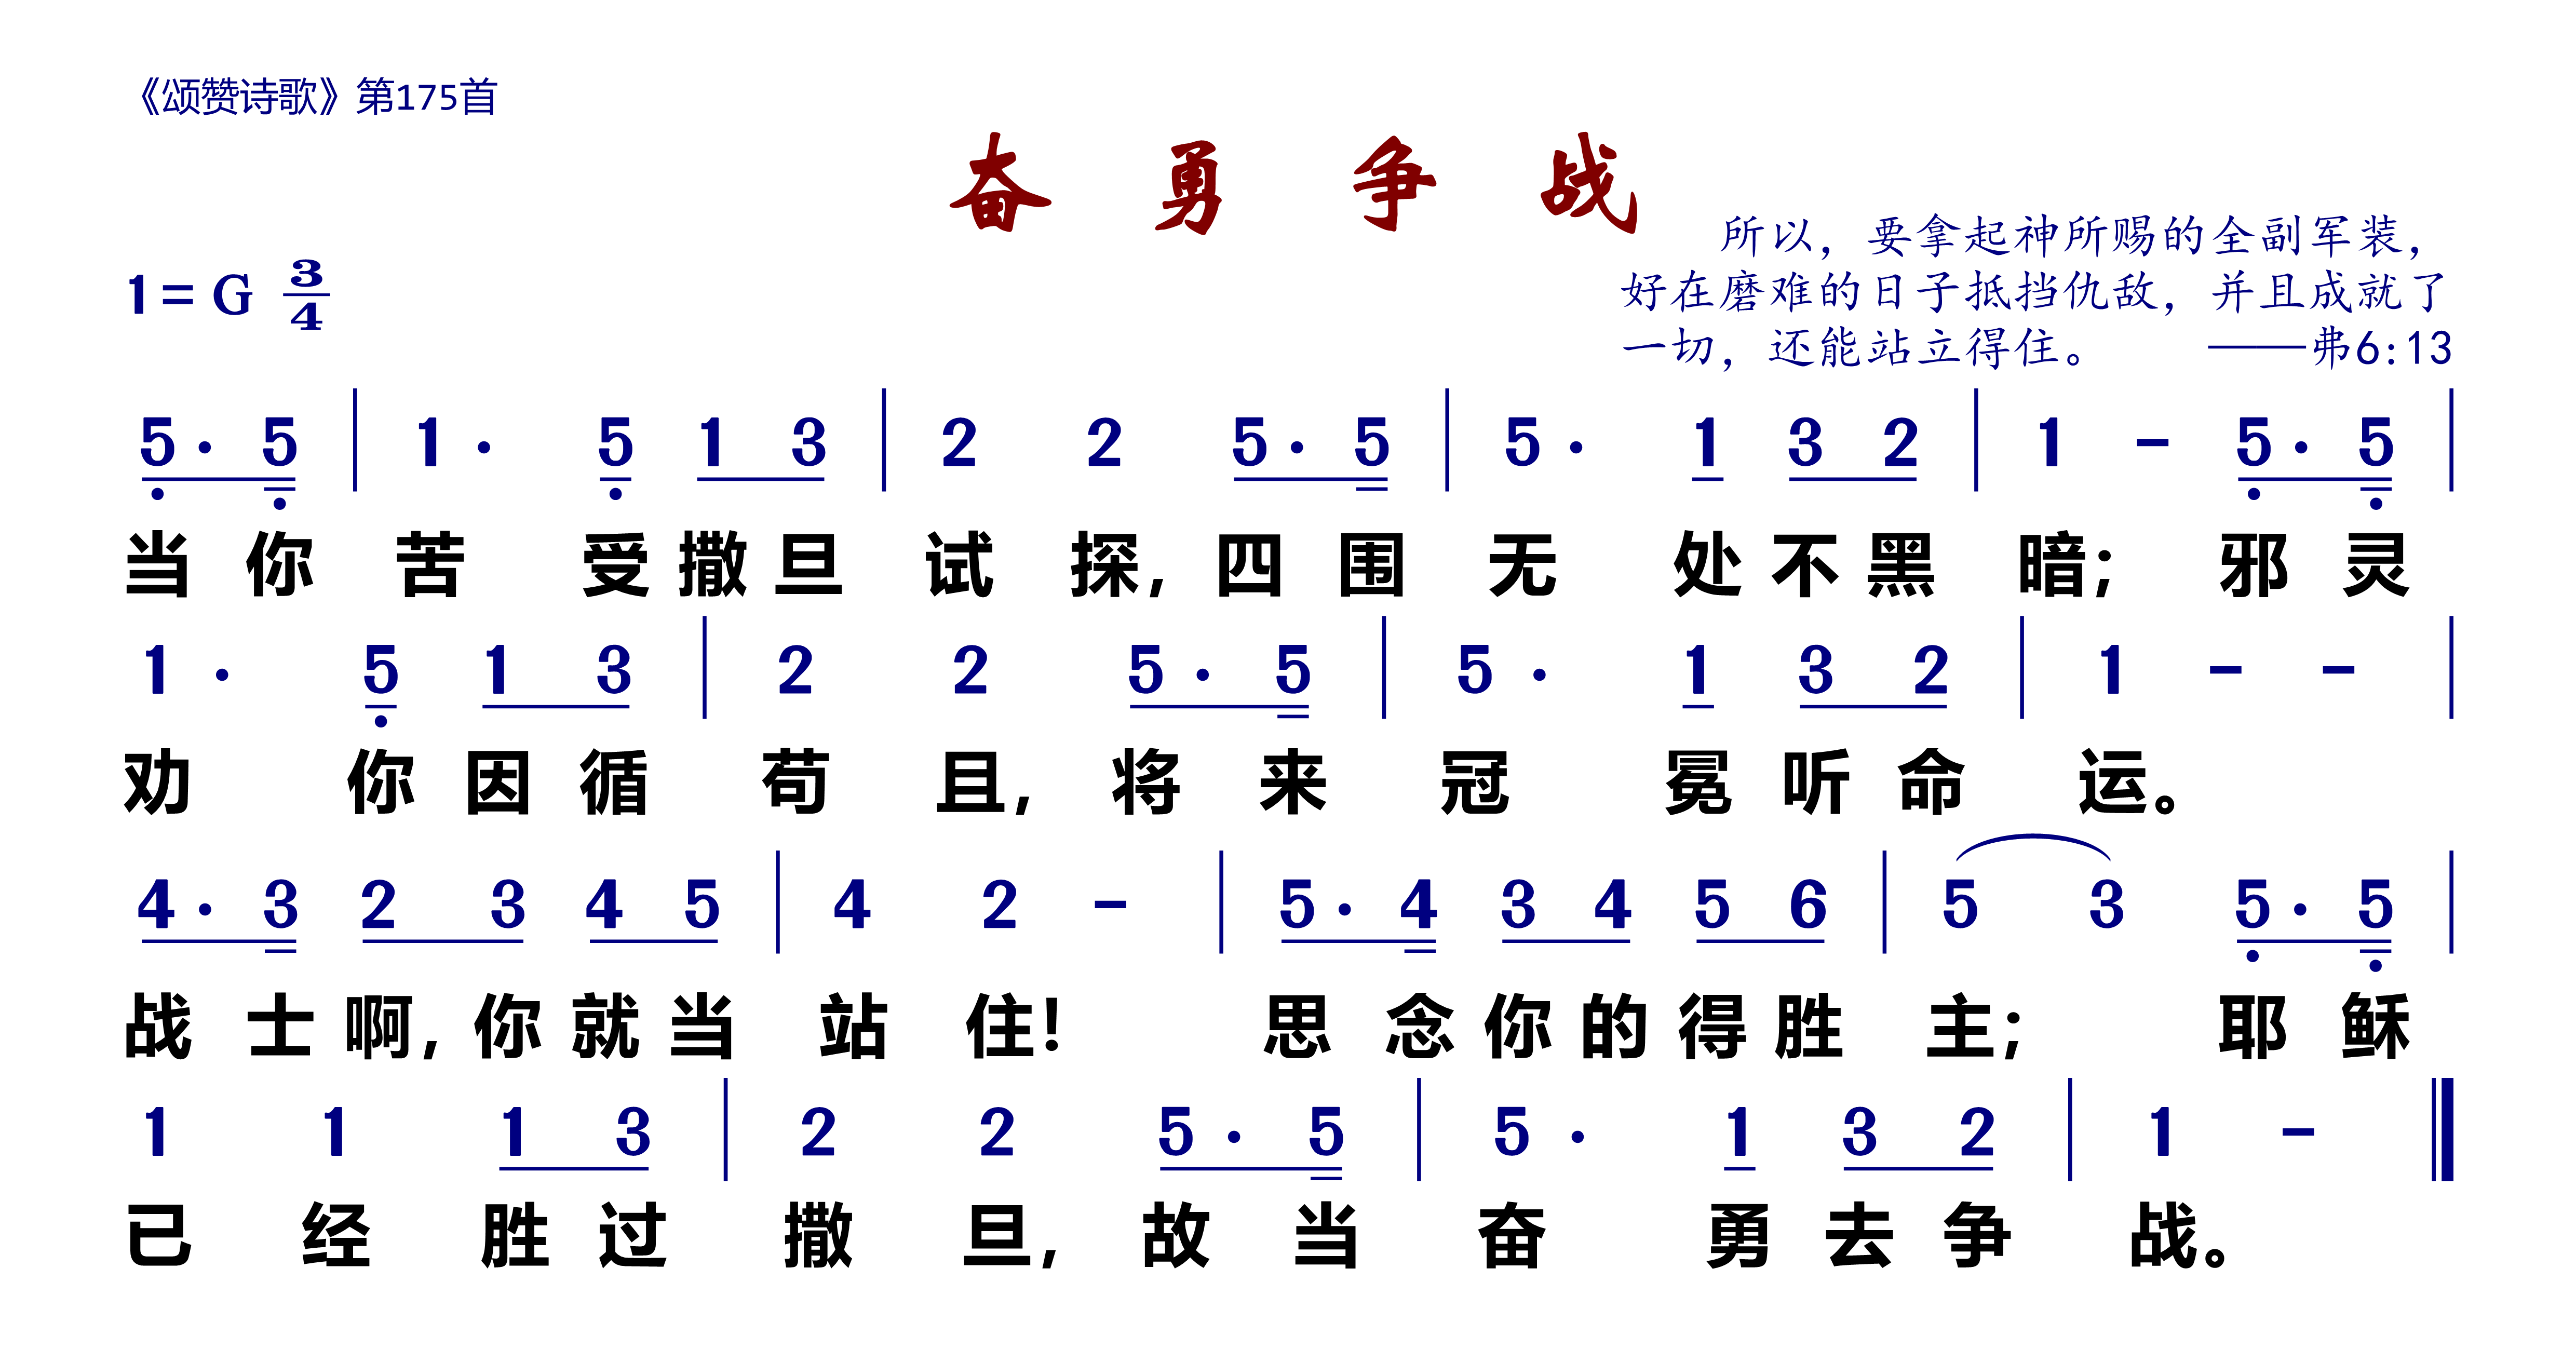 《颂赞诗歌》第175首
奋 勇 争 战
所以，要拿起神所赐的全副军装，
好在磨难的日子抵挡仇敌，并且成就了
一切，还能站立得住。 ——弗6:13
1= G 3/4
5 · 5 | 1 · 5 1 3 | 2 2 5 · 5 | 5 · 1 3 2 | 1 - 5 · 5 |
当 你 苦 受 撒 旦 试 探， 四 围 无 处 不 黑 暗； 邪 灵
1 · 5 1 3 | 2 2 5 · 5 | 5 · 1 3 2 | 1 - - |
劝 你 因 循 苟 且， 将 来 冠 冕 听 命 运。
4 · 3 2 3 4 5 | 4 2 - | 5 · 4 3 4 5 6 | 5 3 5 · 5 |
战 士 啊， 你 就 当 站 住！ 思 念 你 的 得 胜 主； 耶 稣
1 1 1 3 | 2 2 5 · 5 | 5 · 1 3 2 | 1 - ‖
已 经 胜 过 撒 旦， 故 当 奋 勇 去 争 战。